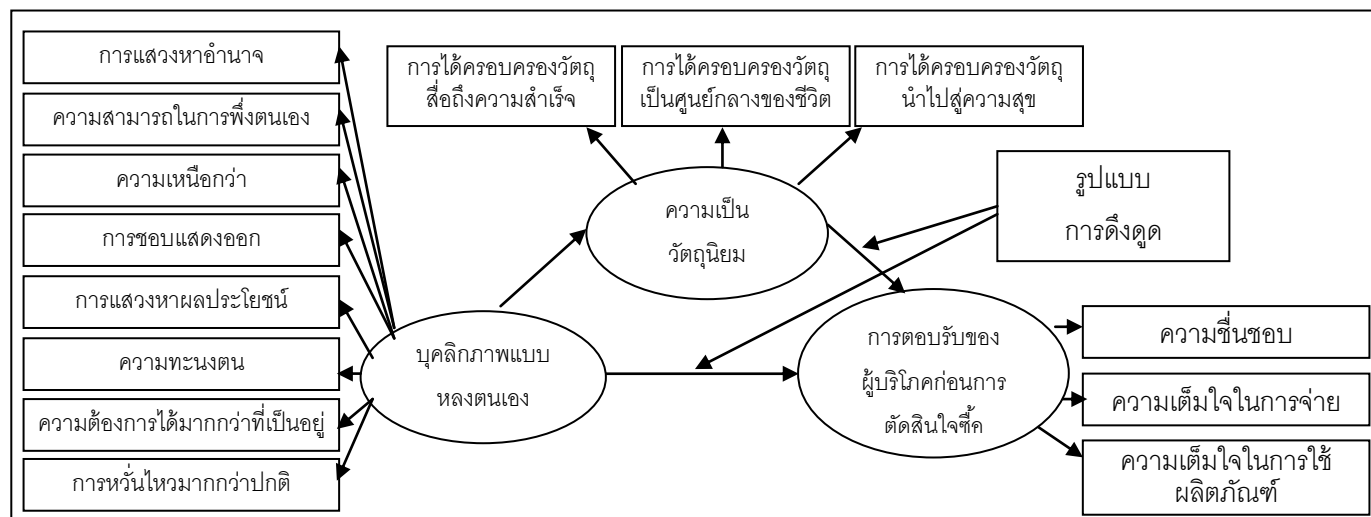 การแสวงหาอำนาจ
ความสามารถในการพึ่งตนเอง
ความเหนือกว่า
การชอบแสดงออก
การแสวงหาผลประโยชน์
ความทะนงตน
ความต้องการได้มากกว่าที่เป็นอยู่
การหวั่นไหวมากกว่าปกติ
การได้ครอบครองวัตถุ
สื่อถึงความสำเร็จ
การได้ครอบครองวัตถุ
เป็นศูนย์กลางของชีวิต
การได้ครอบครองวัตถุ
นำไปสู่ความสุข
ความเป็น
วัตถุนิยม
รูปแบบ
การดึงดูด
บุคลิกภาพแบบ
หลงตนเอง
การตอบรับของ
ผู้บริโภคก่อนการ
ตัดสินใจซื้ค
ความชื่นชอบ
ความเต็มใจในการจ่าย
ความเต็มใจในการใช้
ผลิตภัณฑ์